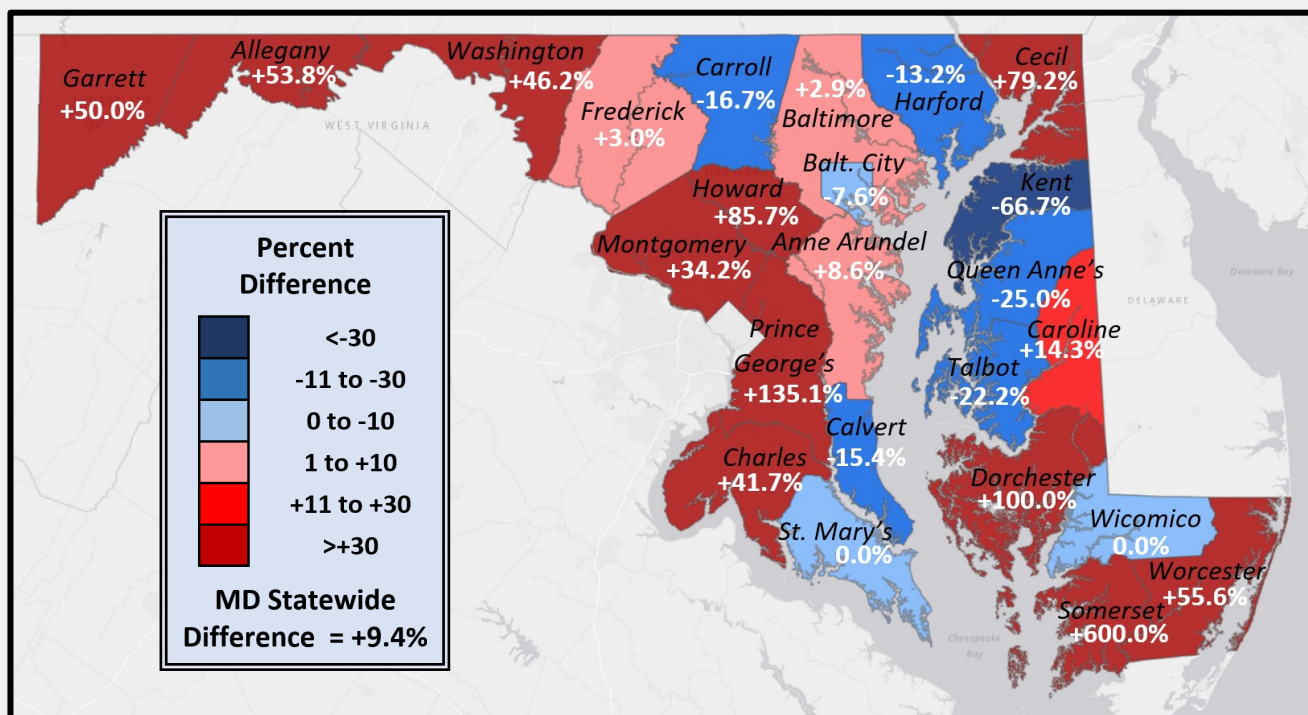 Garrett
+50.0%
Allegany
+53.8%
Washington
+46.2%
Frederick
+3.0%
Carroll
-16.7%
+2.9%
Baltimore
-13.2%
Harford
Cecil
+79.2%
WEST VIRGINIA
Balt. City
-7.6%
Howard
+85.7%
Kent
-66.7%
Montgomery
+34.2%
Anne Arundel
+8.6%
Queen Anne's
-25.0%
Delaware Bay
DELAWARE
Caroline
+14.3%
Prince
George's
+135.1%
Talbot
-22.2%
Calvert
-15.4%
Charles
+41.7%
Dorchester
+100.0%
St. Mary's
0.0%
Wicomico
0.0%
Worcester
+55.6%
Somerset
+600.0%
Chesapeake
Bay
Percent
Difference
<-30
-11 to -30
0 to -10
1 to +10
+11 to +30
>+30
MD Statewide
Difference = +9.4%